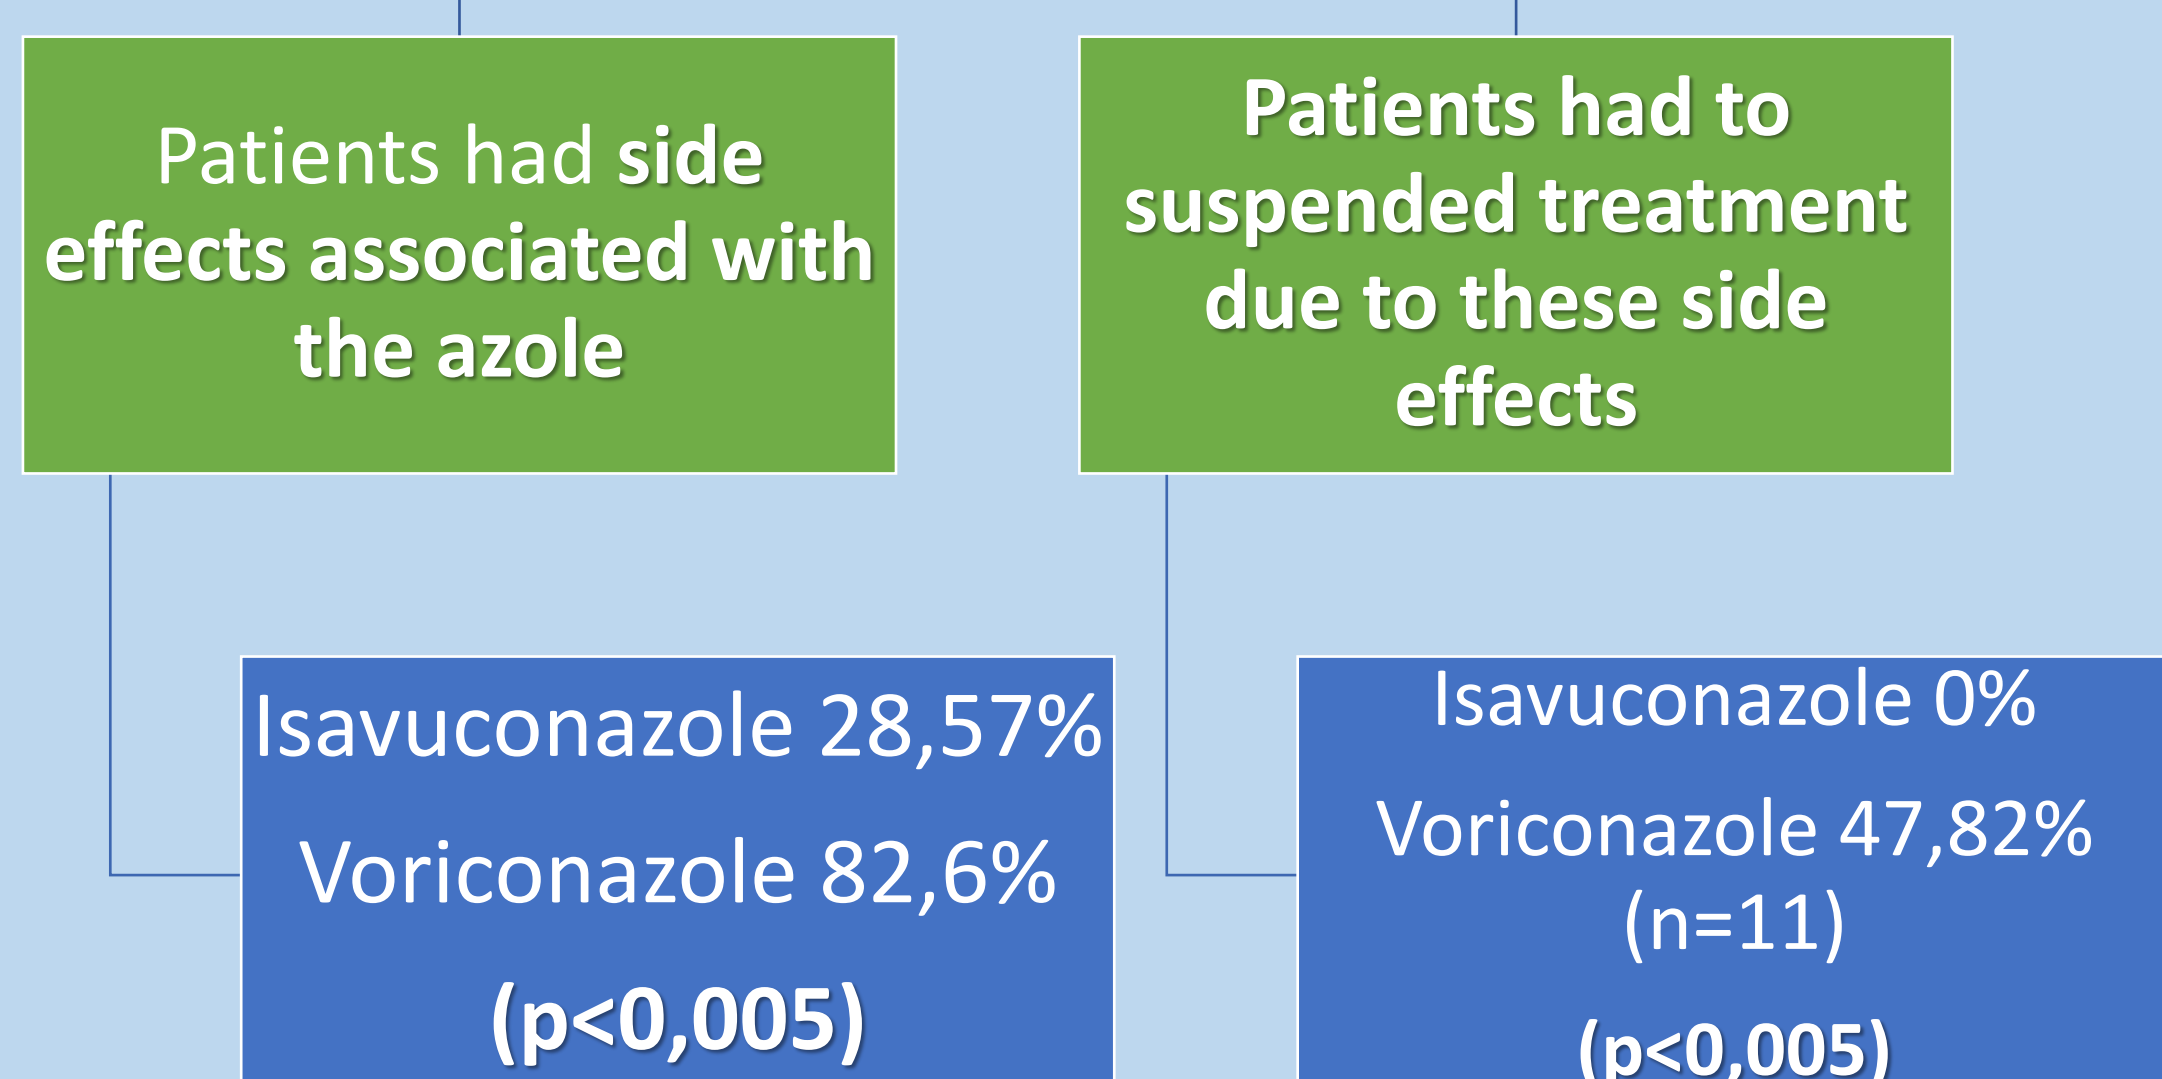 Patients had side
effects associated with
the azole
Patients had to
suspended treatment
due to these side
effects
Isavuconazole 28,57%
Voriconazole 82,6%
(p<0,005)
Isavuconazole 0%
Voriconazole 47,82%
(n=11)
(p<0,005)